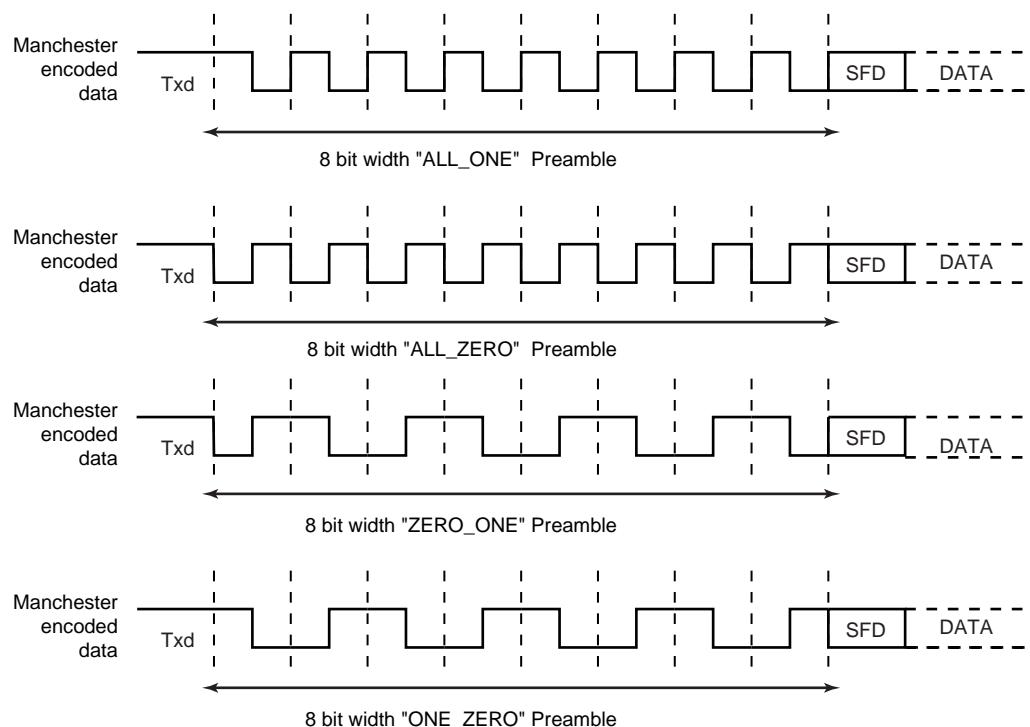 Manchester
encoded
data
Txd
SFD
DATA
8 bit width "ALL_ONE" Preamble
Manchester
encoded
data
Txd
SFD
DATA
8 bit width "ALL_ZERO" Preamble
Manchester
encoded
data
Txd
SFD
DATA
8 bit width "ZERO_ONE" Preamble
Manchester
encoded
data
Txd
SFD
DATA
8 bit width "ONE_ZERO" Preamble